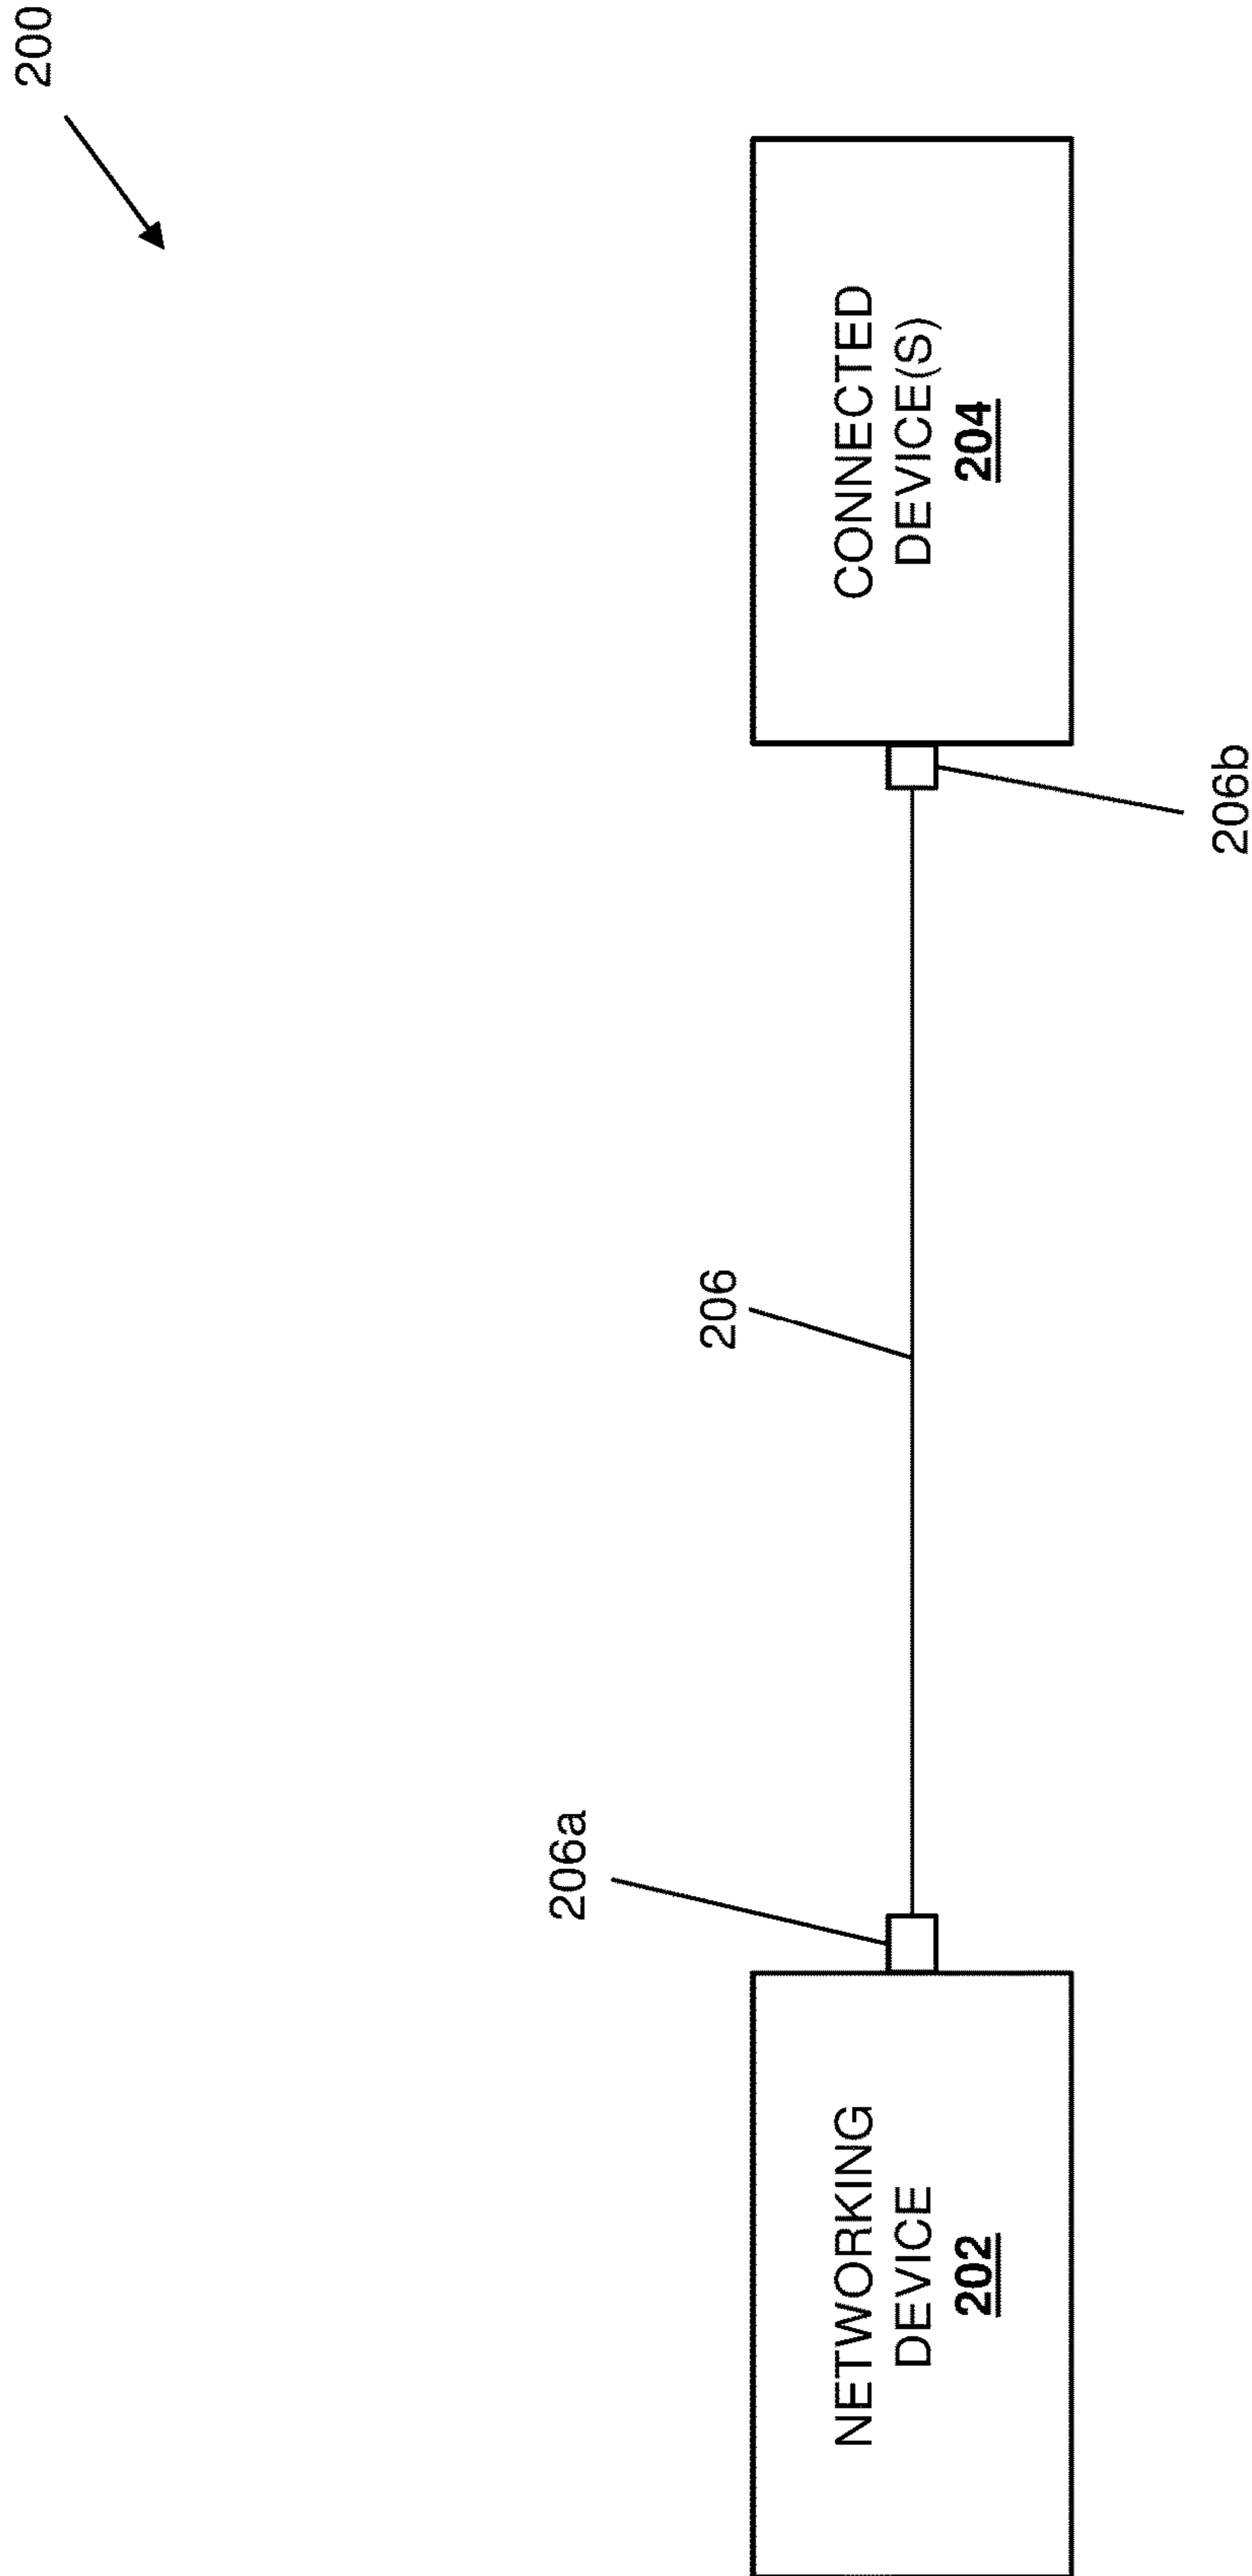 200
206a
206
NETWORKING
DEVICE
202
CONNECTED
DEVICE(S)
204
206b